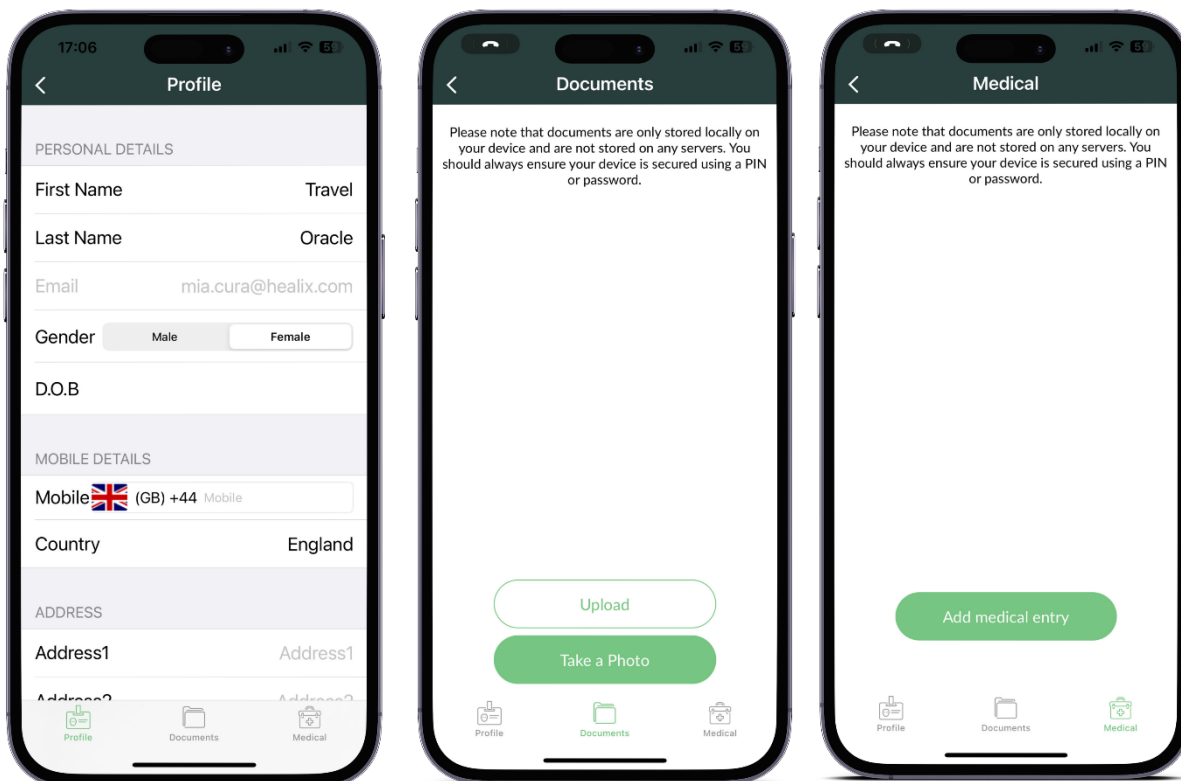 17:06
Profile
PERSONAL DETAILS
First Name Travel
Last Name Oracle
Email mia.cura@healix.com
Gender Male Female
D.O.B
MOBILE DETAILS
Mobile (GB) +44 Mobile
Country England
ADDRESS
Address1 Address1
Address2 Address2
Profile Documents Medical
Documents
Please note that documents are only stored locally on
your device and are not stored on any servers. You
should always ensure your device is secured using a PIN
or password.
Upload
Take a Photo
Profile Documents Medical
Medical
Please note that documents are only stored locally on
your device and are not stored on any servers. You
should always ensure your device is secured using a PIN
or password.
Add medical entry
Profile Documents Medical